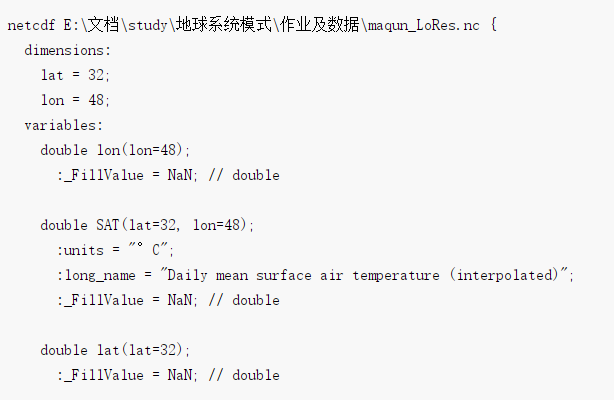 netcdf E:\文档\study\地球系统模式\作业及数据\maqun_LoRes.nc {
dimensions:
lat = 32;
lon = 48;
variables:
double lon(lon=48);
:_FillValue = NaN; // double
double SAT(lat=32, lon=48);
:units = "° C";
:long_name = "Daily mean surface air temperature (interpolated)";
:_FillValue = NaN; // double
double lat(lat=32);
:_FillValue = NaN; // double